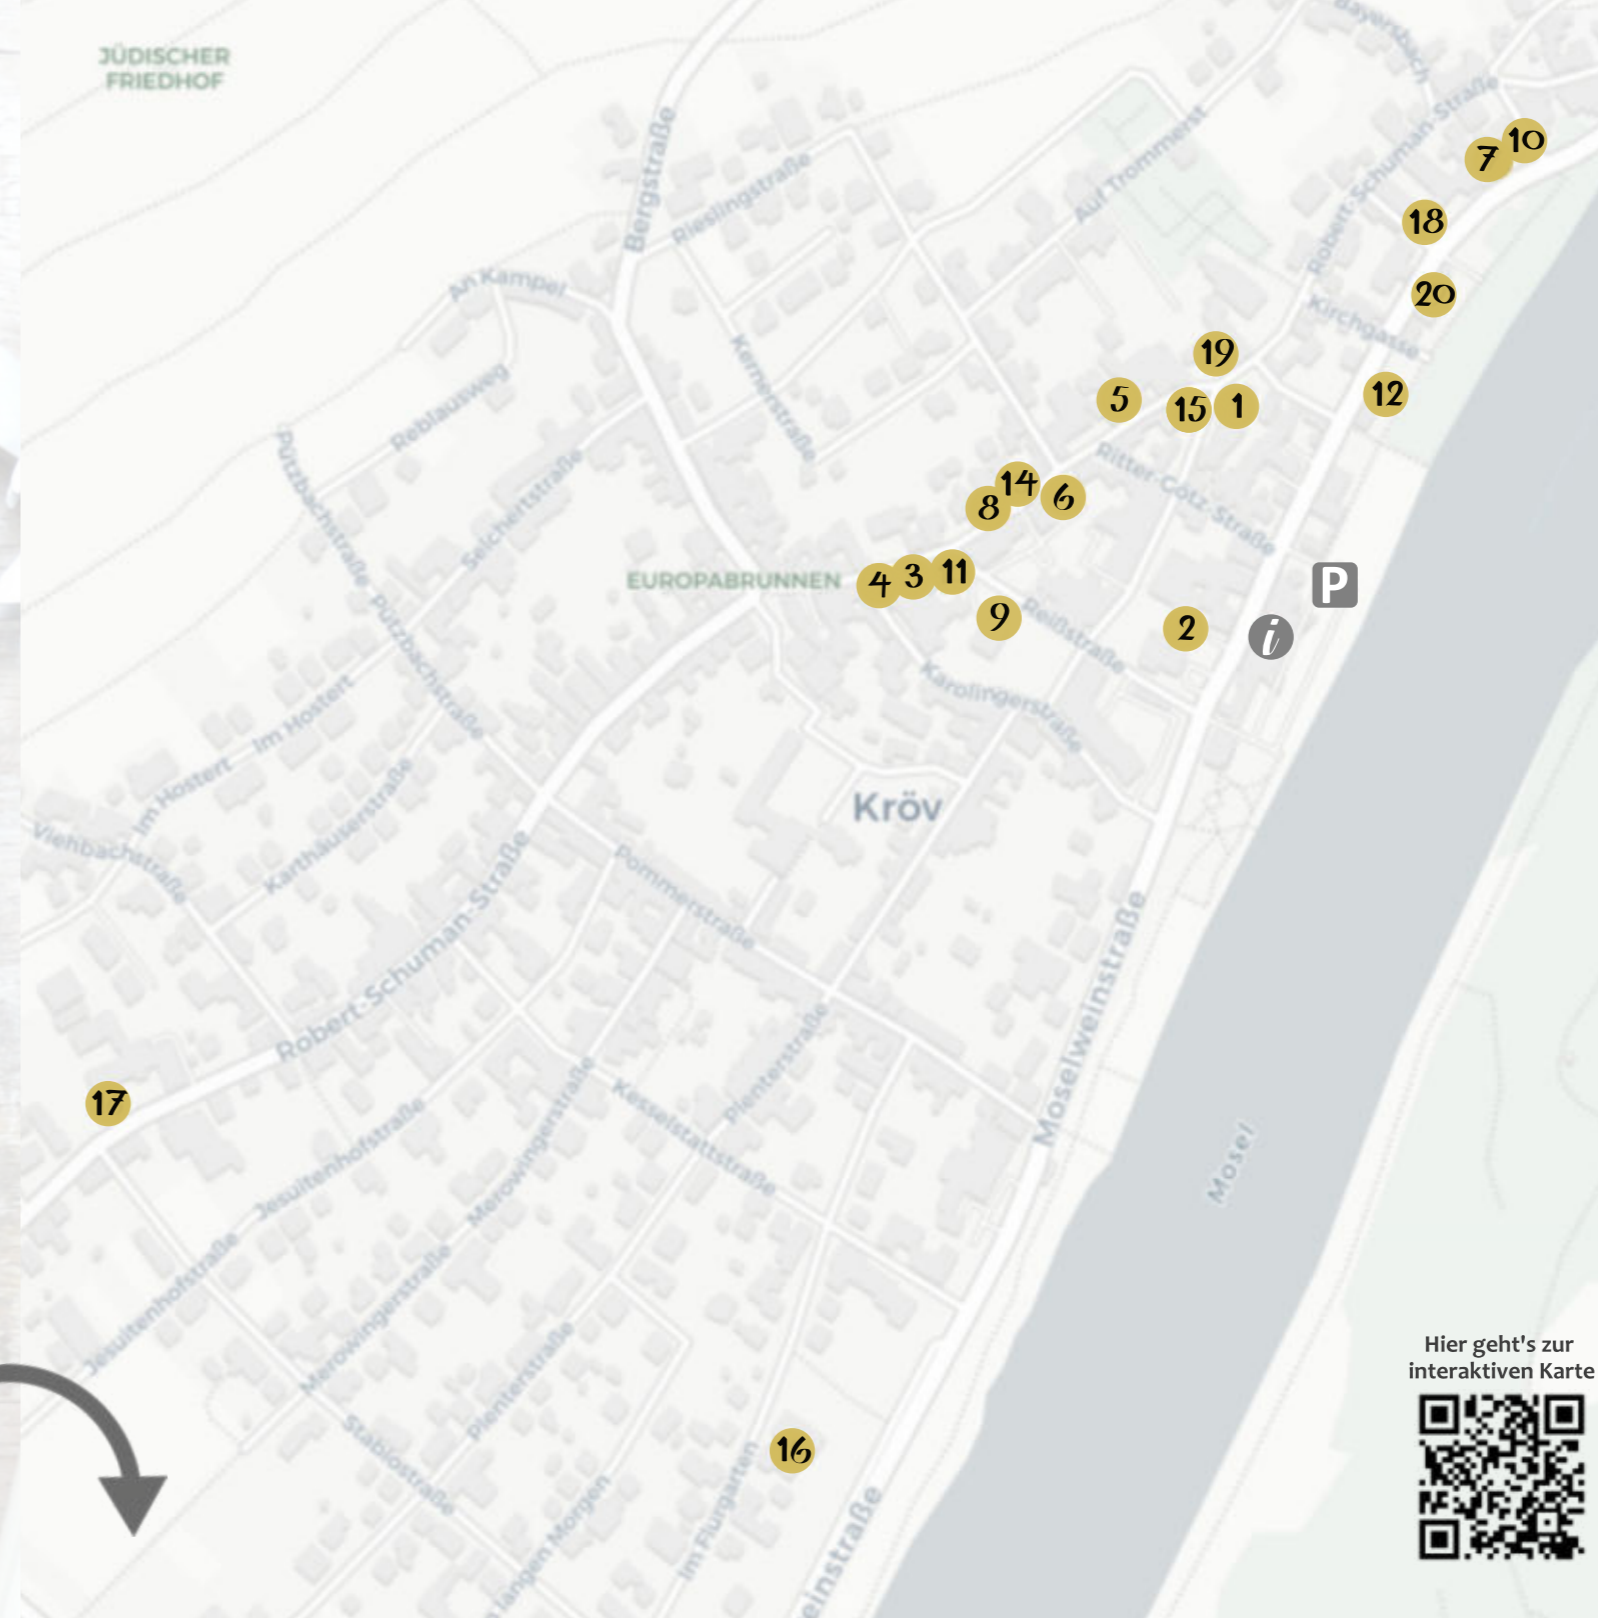 JÜDISCHER
FRIEDHOF
Bayersbach
Bergstraße
Robert-Schuman-Straße
10
7
Rieslingstraße
Auf Trommerst
18
An Kampel
20
Kirchgasse
19
Kernerstraße
Reblausweg
5
15
1
12
Pützbachstraße
Selchertstraße
Ritter-Götz-Straße
14
8
6
EUROPABRUNNEN
4
3
11
P
9
Reißstraße
2
i
Pützbachstraße
Karolingerstraße
Im Hostert
Im Hostert
Karthäuserstraße
Viehbachstraße
Kröv
Pommerstraße
Robert-Schuman-Straße
Moselweinstraße
Plenterstraße
17
Kesselstattstraße
Jesuitenhofstraße
Merowingerstraße
Mosel
Jesuitenhofstraße
Merowingerstraße
Plenterstraße
Stablostraße
16
Im Flurgarten
langen Morgen
einstraße
Hier geht's zur
interaktiven Karte